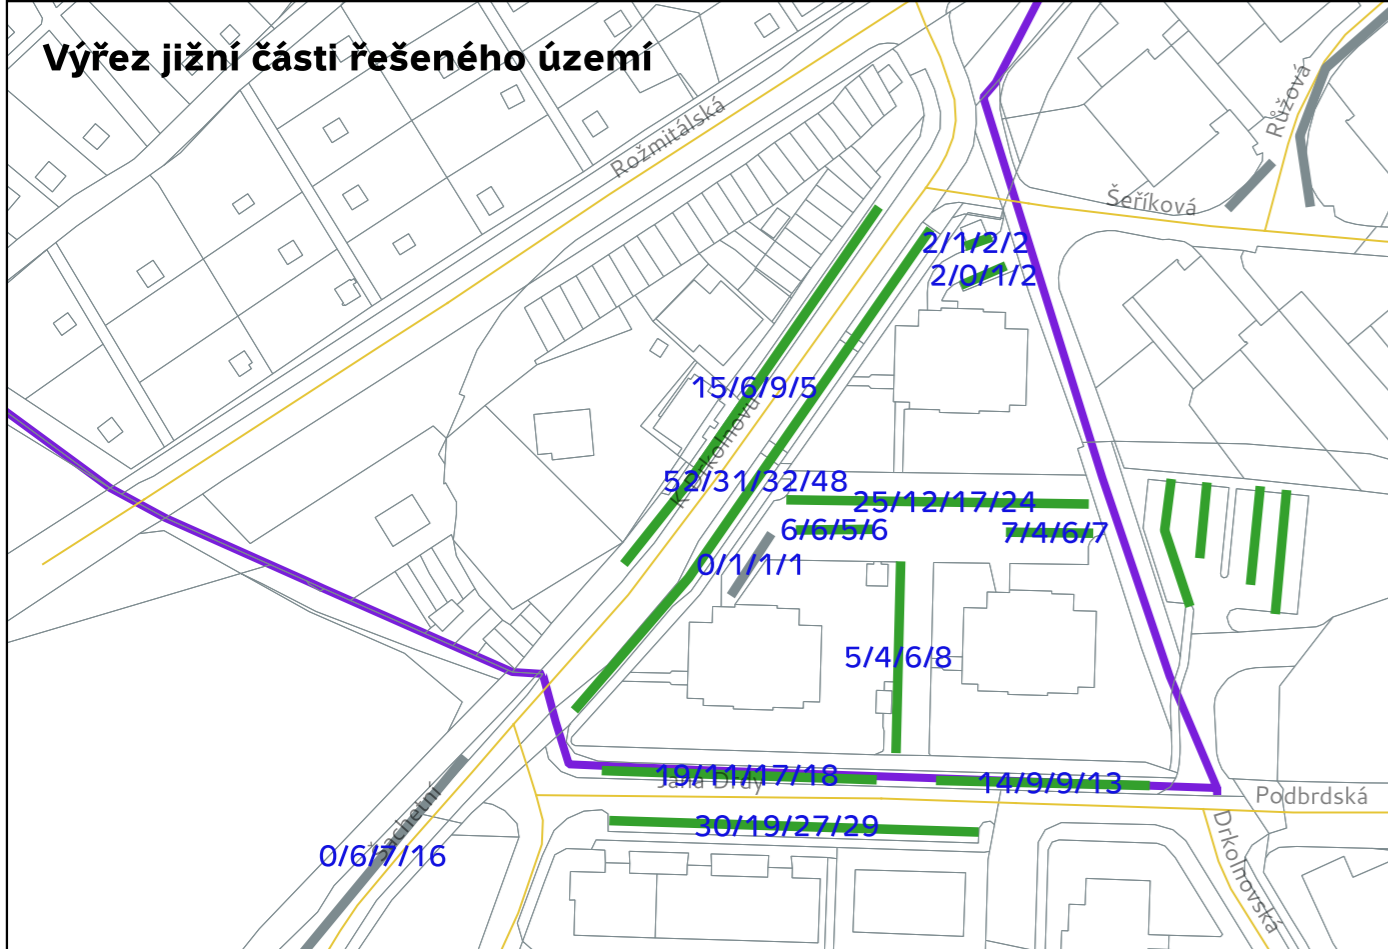 Výřez jižní části řešeného území
Růžová
Rožmitálská
Šeříková
2/1/2/2
2/0/1/2
15/6/9/5
52/31/32/48
25/12/17/24
6/6/5/6
7/4/6/7
0/1/1/1
5/4/6/8
19/11/17/18
14/9/9/13
Jana Drdy
Podbrdská
30/19/27/29
Šachetní
0/6/7/16
Drkolnovská